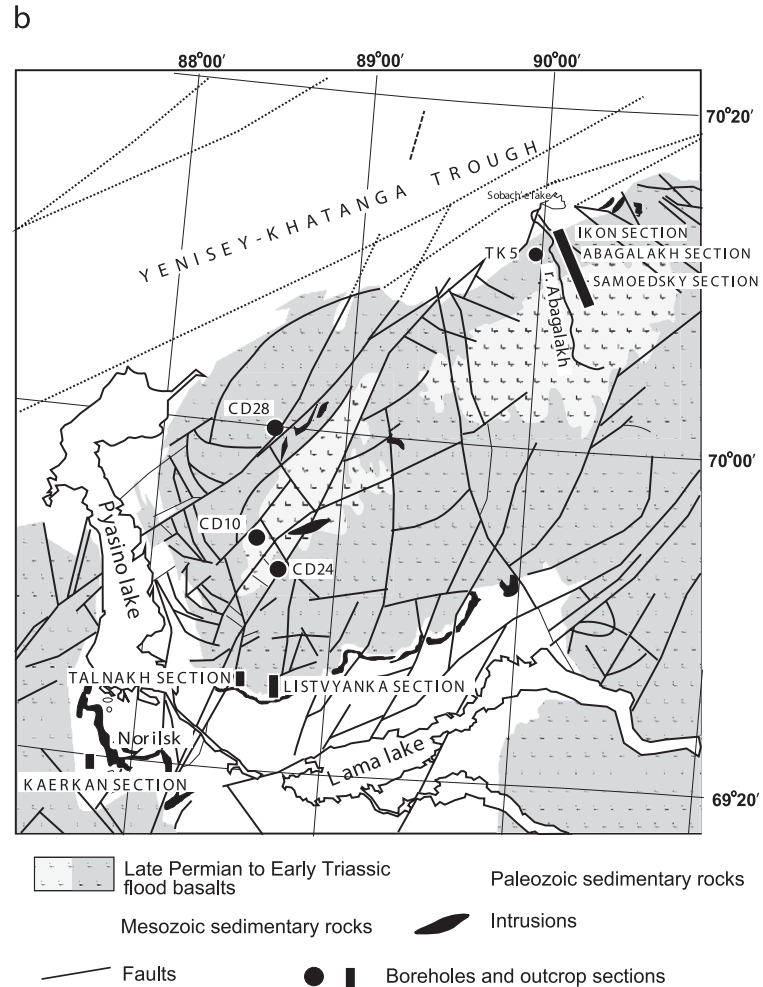 b
88°00′ 89°00′ 90°00′
70°20′
YENISEY-KHATANGA TROUGH
Sobach'e lake
IKON SECTION
TK5
ABAGALAKH SECTION
SAMOEDSKY SECTION
r. Abagalakh
CD28
70°00′
CD10
Pyasino lake
CD24
TALNAKH SECTION
LISTVYANKA SECTION
Norilsk
Lama lake
KAERKAN SECTION
69°20′
Late Permian to Early Triassic
flood basalts
Paleozoic sedimentary rocks
Mesozoic sedimentary rocks
Intrusions
Faults
Boreholes and outcrop sections